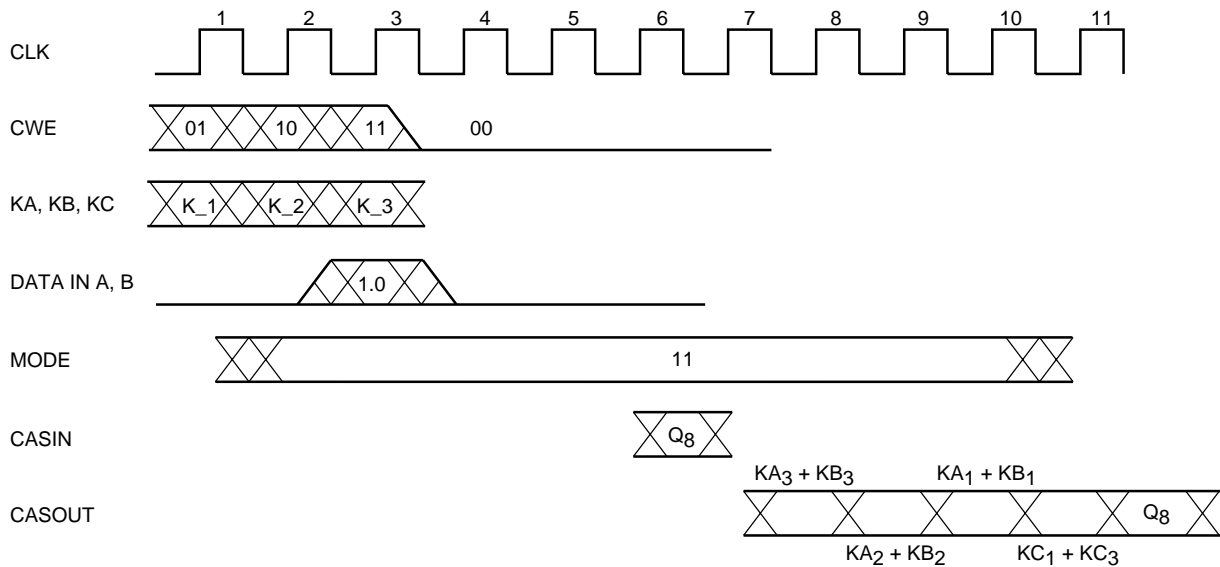 1 2 3 4 5 6 7 8 9 10 11
CLK
CWE 01 10 11 00
KA, KB, KC K_1 K_2 K_3
DATA IN A, B 1.0
MODE 11
CASIN Q8
KA3 + KB3 KA1 + KB1
CASOUT Q8
KA2 + KB2 KC1 + KC3